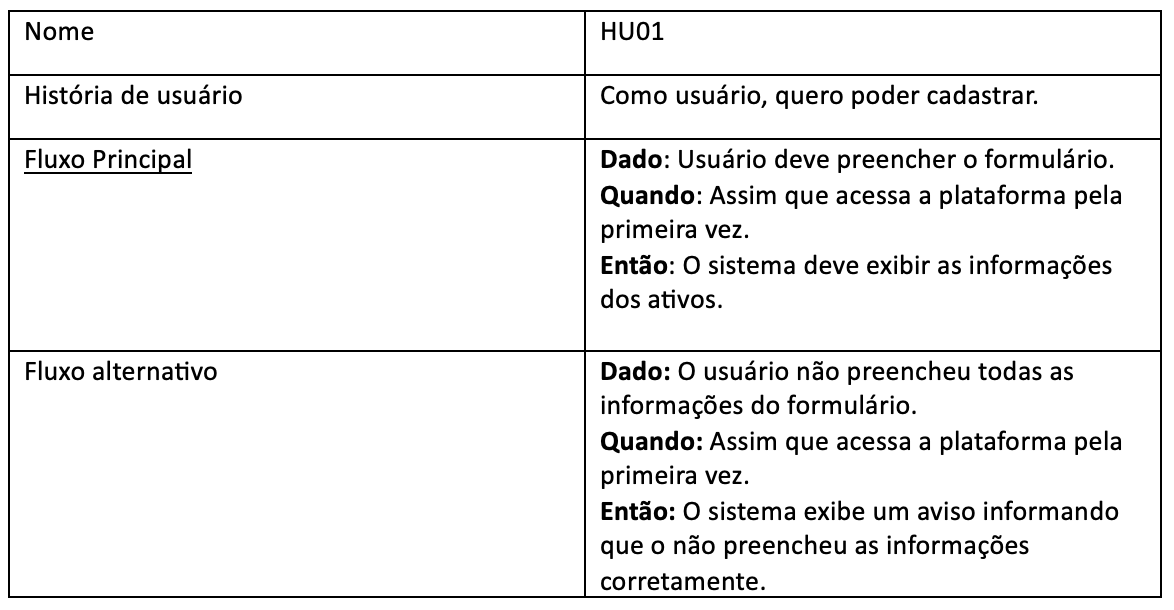 Nome
HU01
História de usuário
Como usuário, quero poder cadastrar.
Fluxo Principal
Dado: Usuário deve preencher o formulário.
Quando: Assim que acessa a plataforma pela
primeira vez.
Então: O sistema deve exibir as informações
dos ativos.
Fluxo alternativo
Dado: O usuário não preencheu todas as
informações do formulário.
Quando: Assim que acessa a plataforma pela
primeira vez.
Então: O sistema exibe um aviso informando
que o não preencheu as informações
corretamente.